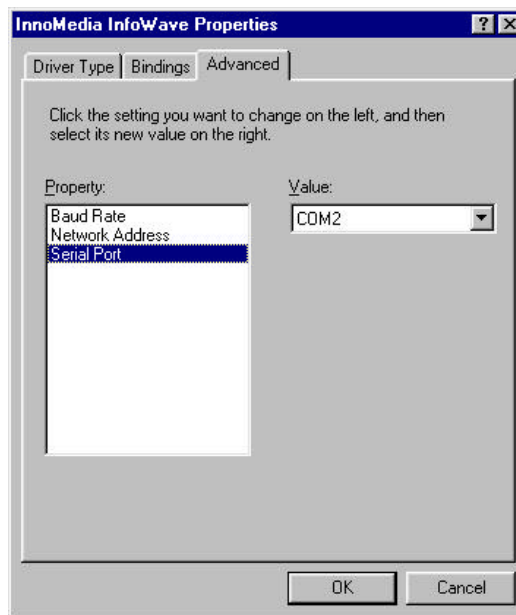 InnoMedia InfoWave Properties
Driver Type Bindings Advanced
Click the setting you want to change on the left, and then
select its new value on the right.
Property: Value:
Baud Rate COM2
Network Address
Serial Port
OK Cancel